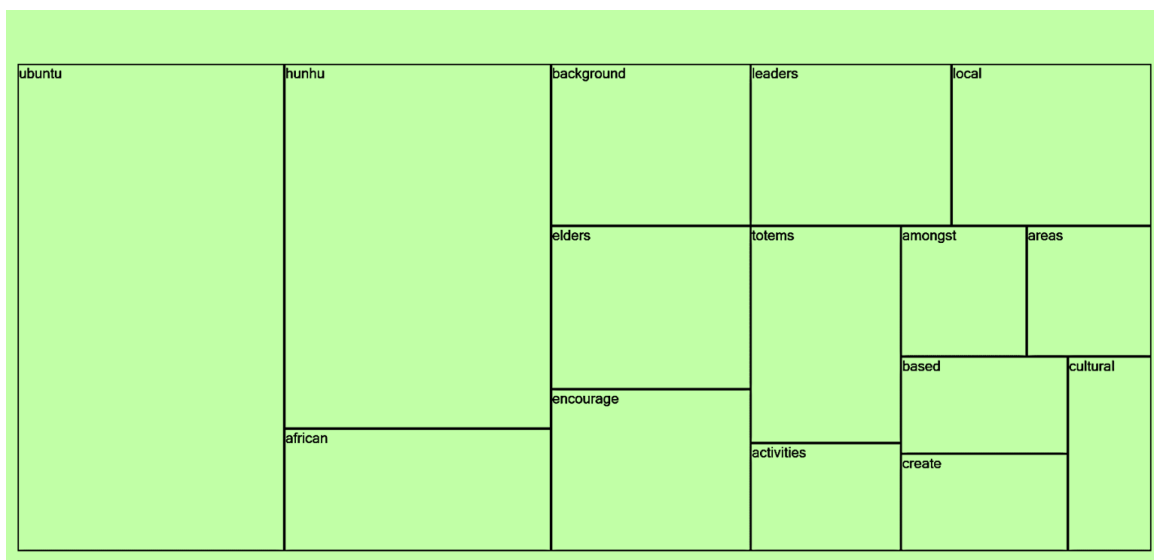 ubuntu
hunhu
background
leaders
local
elders
totems
amongst
areas
based
cultural
encourage
african
activities
create